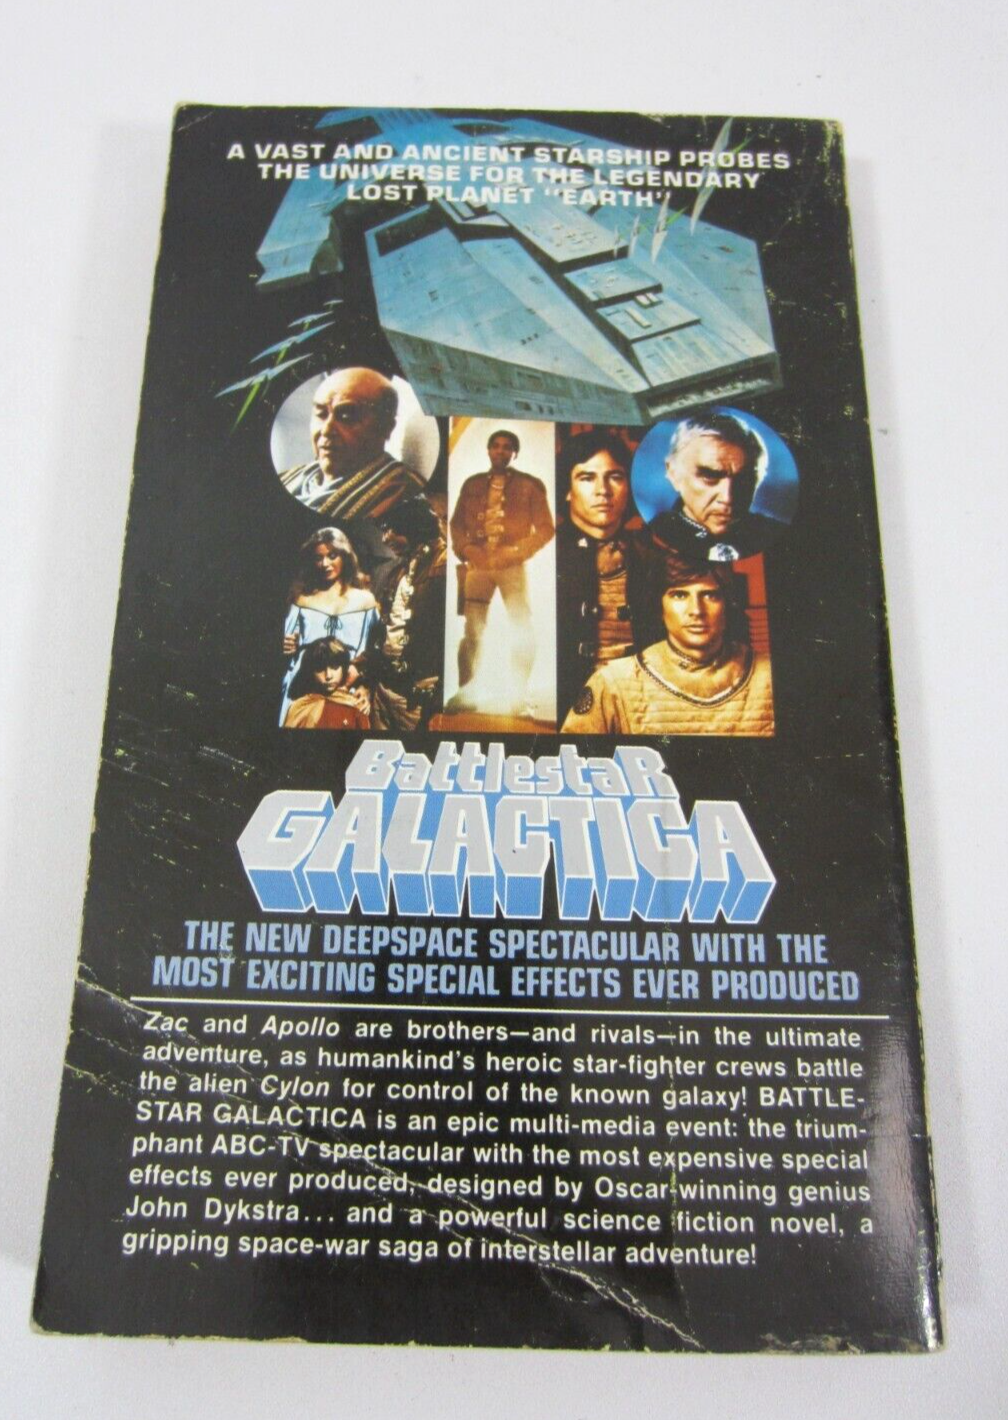 A VAST AND ANCIENT STARSHIP PROBES
THE UNIVERSE FOR THE LEGENDARY
LOST PLANET "EARTH"
BattlestaR
GALACTICA
THE NEW DEEPSPACE SPECTACULAR WITH THE
MOST EXCITING SPECIAL EFFECTS EVER PRODUCED
Zac and Apollo are brothers—and rivals—in the ultimate
adventure, as humankind's heroic star-fighter crews battle
the alien Cylon for control of the known galaxy! BATTLE-
STAR GALACTICA is an epic multi-media event: the trium-
phant ABC-TV spectacular with the most expensive special
effects ever produced, designed by Oscar-winning genius
John Dykstra... and a powerful science fiction novel, a
gripping space-war saga of interstellar adventure!